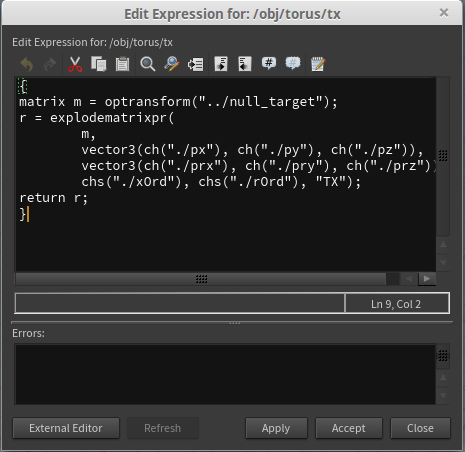 Edit Expression for: /obj/torus/tx
Edit Expression for: /obj/torus/tx
{
matrix m = optransform("../null_target");
r = explodematrixpr(
m,
vector3(ch("./px"), ch("./py"), ch("./pz")),
vector3(ch("./prx"), ch("./pry"), ch("./prz"))
chs("./xOrd"), chs("./rOrd"), "TX");
return r;
}
Ln 9, Col 2
Errors:
External Editor Refresh Apply Accept Close